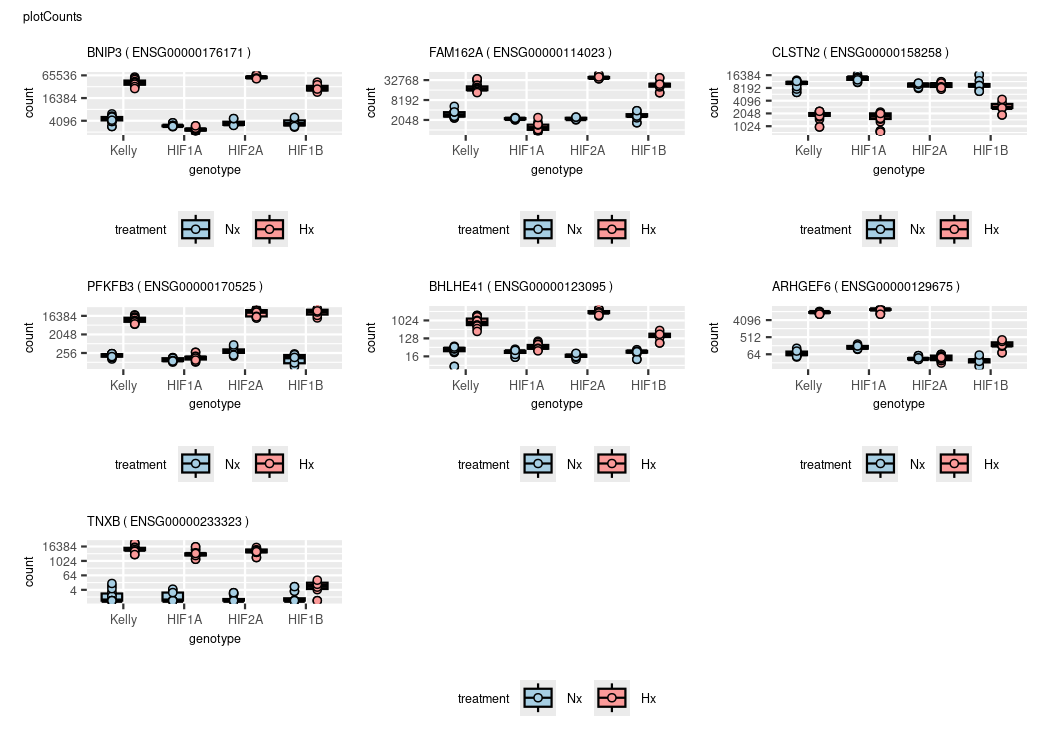 plotCounts
BNIP3 ( ENSG00000176171 )
65536
16384
4096
count
Kelly HIF1A HIF2A HIF1B
genotype
treatment Nx Hx
FAM162A ( ENSG00000114023 )
32768
8192
2048
count
Kelly HIF1A HIF2A HIF1B
genotype
treatment Nx Hx
CLSTN2 ( ENSG00000158258 )
16384
8192
4096
2048
1024
count
Kelly HIF1A HIF2A HIF1B
genotype
treatment Nx Hx
PFKFB3 ( ENSG00000170525 )
16384
2048
256
count
Kelly HIF1A HIF2A HIF1B
genotype
treatment Nx Hx
BHLHE41 ( ENSG00000123095 )
1024
128
16
count
Kelly HIF1A HIF2A HIF1B
genotype
treatment Nx Hx
ARHGEF6 ( ENSG00000129675 )
4096
512
64
count
Kelly HIF1A HIF2A HIF1B
genotype
treatment Nx Hx
TNXB ( ENSG00000233323 )
16384
1024
64
4
count
Kelly HIF1A HIF2A HIF1B
genotype
treatment Nx Hx